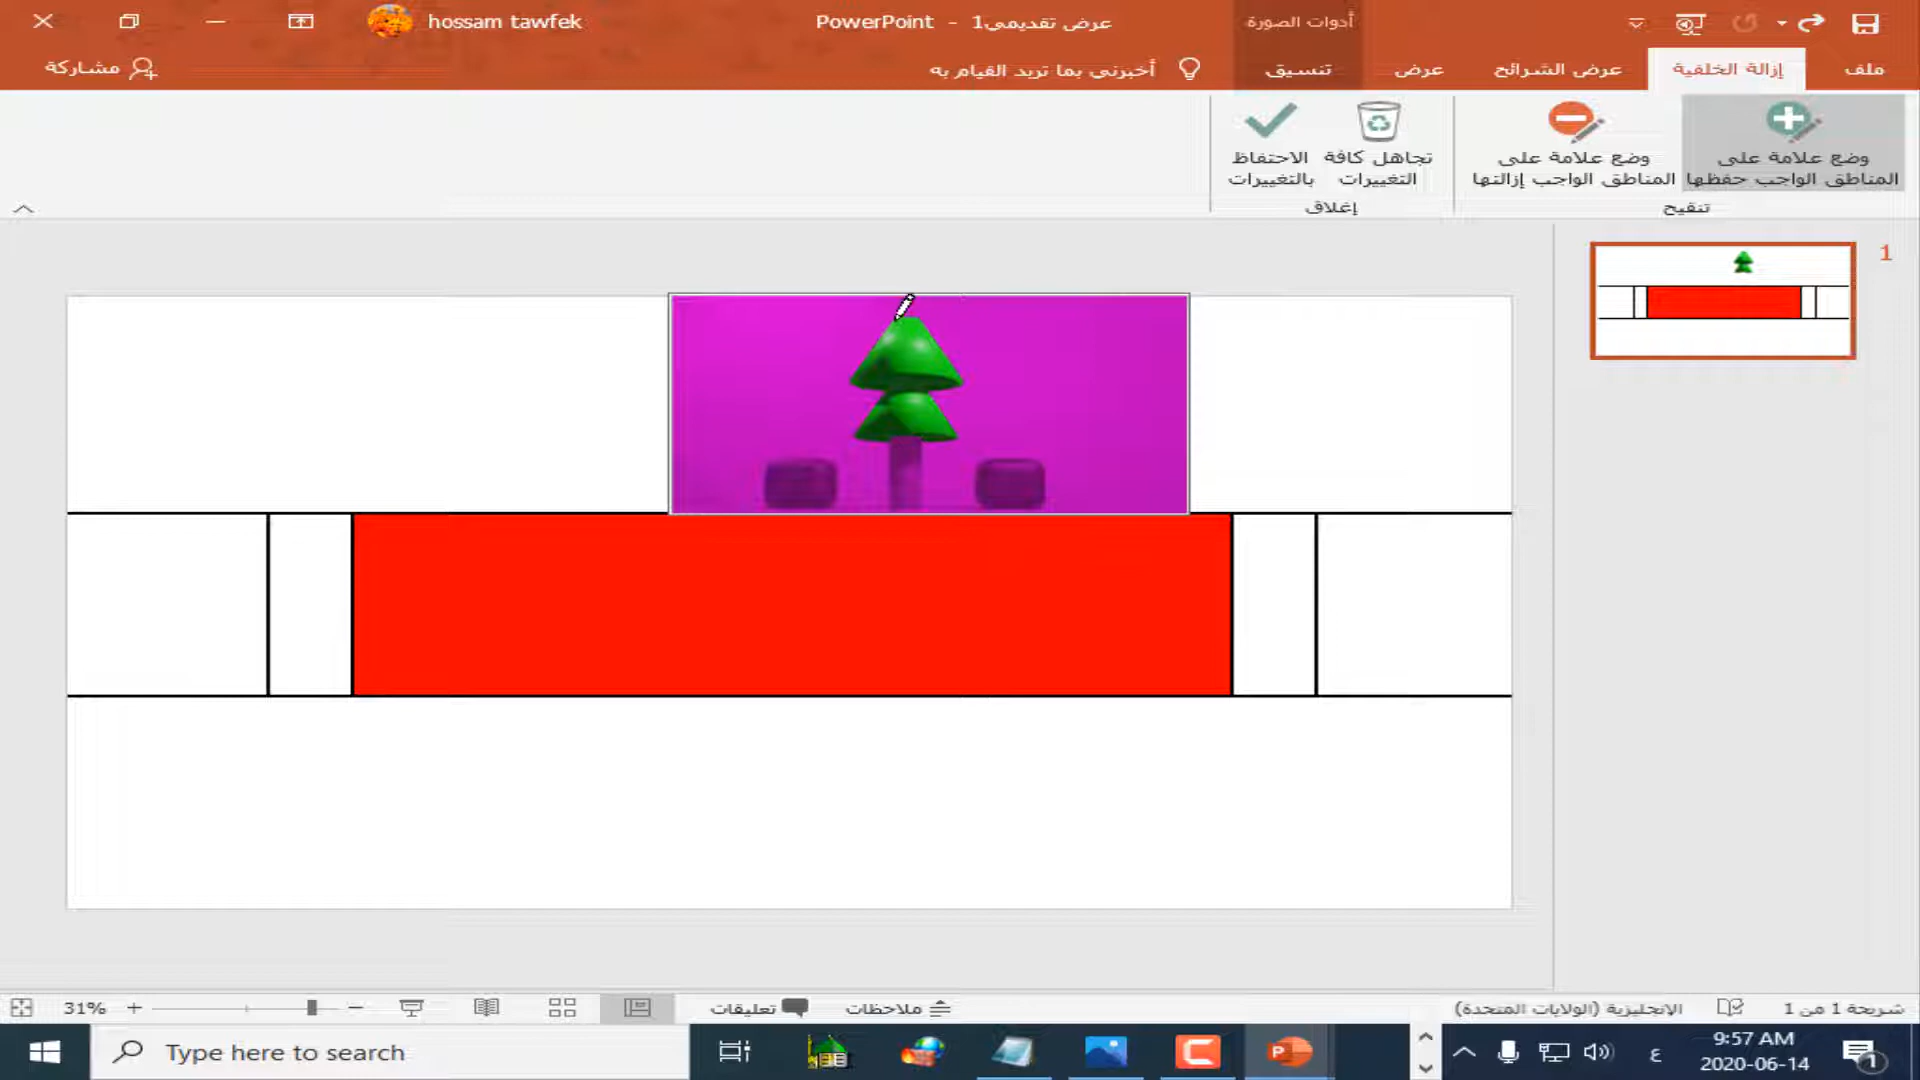 hossam tawfek
عرض تقديمي1 - PowerPoint
أدوات الصورة
ملف
إزالة الخلفية
عرض الشرائح
عرض
تنسيق
أخبرني بما تريد القيام به
مشاركة
وضع علامة على
المناطق الواجب حفظها
وضع علامة على
المناطق الواجب إزالتها
تنقيح
تجاهل كافة
التغييرات
الاحتفاظ
بالتغييرات
إغلاق
1
شريحة 1 من 1
الإنجليزية (الولايات المتحدة)
ملاحظات
تعليقات
31%
Type here to search
ع
9:57 AM
2020-06-14
1